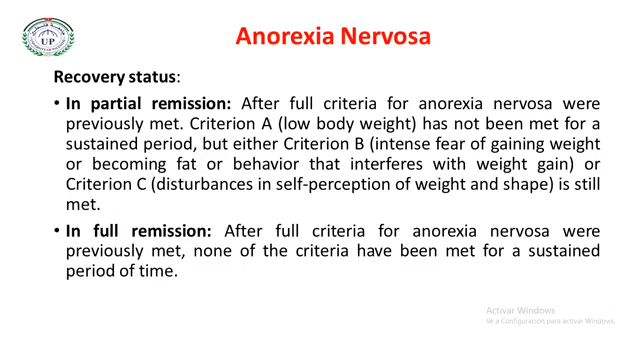 UP
Anorexia Nervosa
Recovery status:
• In partial remission: After full criteria for anorexia nervosa were
previously met. Criterion A (low body weight) has not been met for a
sustained period, but either Criterion B (intense fear of gaining weight
or becoming fat or behavior that interferes with weight gain) or
Criterion C (disturbances in self-perception of weight and shape) is still
met.
• In full remission: After full criteria for anorexia nervosa were
previously met, none of the criteria have been met for a sustained
period of time.
Activar Windows
Ve a Configuración para activar Windows.